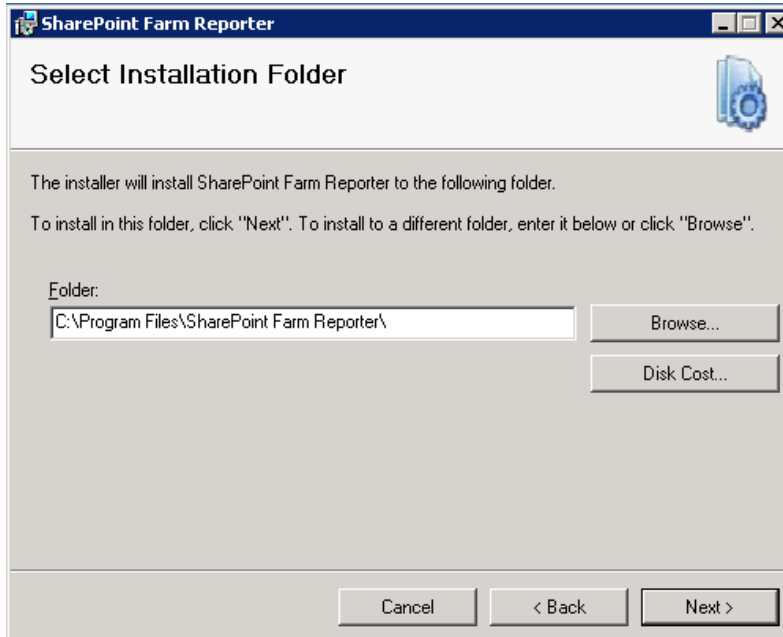 SharePoint Farm Reporter
Select Installation Folder
The installer will install SharePoint Farm Reporter to the following folder.
To install in this folder, click "Next". To install to a different folder, enter it below or click "Browse".
Folder:
C:\Program Files\SharePoint Farm Reporter\
Browse...
Disk Cost...
Cancel
< Back
Next >